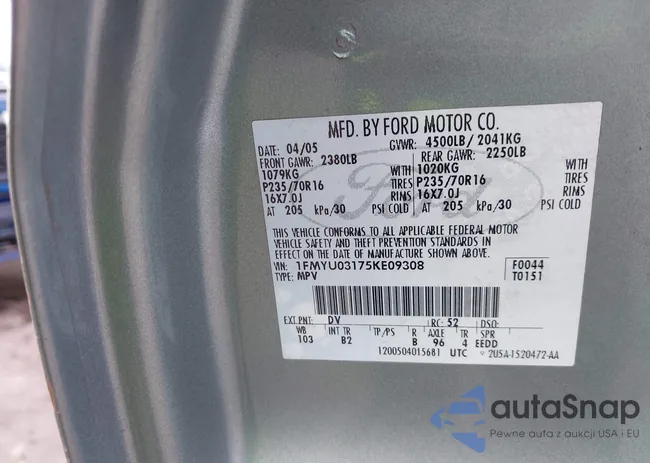 MFD. BY FORD MOTOR CO.
DATE: 04/05 GVWR: 4500LB/ 2041KG
FRONT GAWR: 2380LB REAR GAWR: 2250LB
1079KG WITH 1020KG WITH
P235/70R16 TIRES P235/70R16 TIRES
16X7.0J RIMS 16X7.0J RIMS
AT 205 kPa/30 PSI COLD AT 205 kPa/30 PSI COLD
Ford
THIS VEHICLE CONFORMS TO ALL APPLICABLE FEDERAL MOTOR
VEHICLE SAFETY AND THEFT PREVENTION STANDARDS IN
EFFECT ON THE DATE OF MANUFACTURE SHOWN ABOVE.
VIN: 1FMYU03175KE09308 F0044
TYPE: MPV T0151
EXT PNT: DV RC: 52 DSO:
WB INT TR TP/PS R AXLE TR SPR
103 B2 B 96 4 EEDD
1200504015681 UTC 2U5A-1520472-AA
autaSnap
Pewne auta z aukcji USA i EU